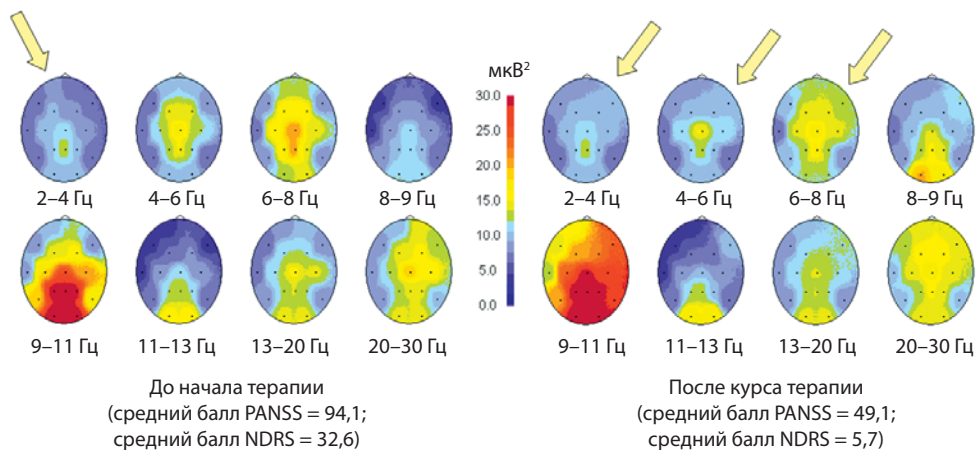 мкВ²
30.0
25.0
20.0
15.0
10.0
5.0
0.0
2–4 Гц
4–6 Гц
6–8 Гц
8–9 Гц
9–11 Гц
11–13 Гц
13–20 Гц
20–30 Гц
До начала терапии
(средний балл PANSS = 94,1;
средний балл NDRS = 32,6)
2–4 Гц
4–6 Гц
6–8 Гц
8–9 Гц
9–11 Гц
11–13 Гц
13–20 Гц
20–30 Гц
После курса терапии
(средний балл PANSS = 49,1;
средний балл NDRS = 5,7)